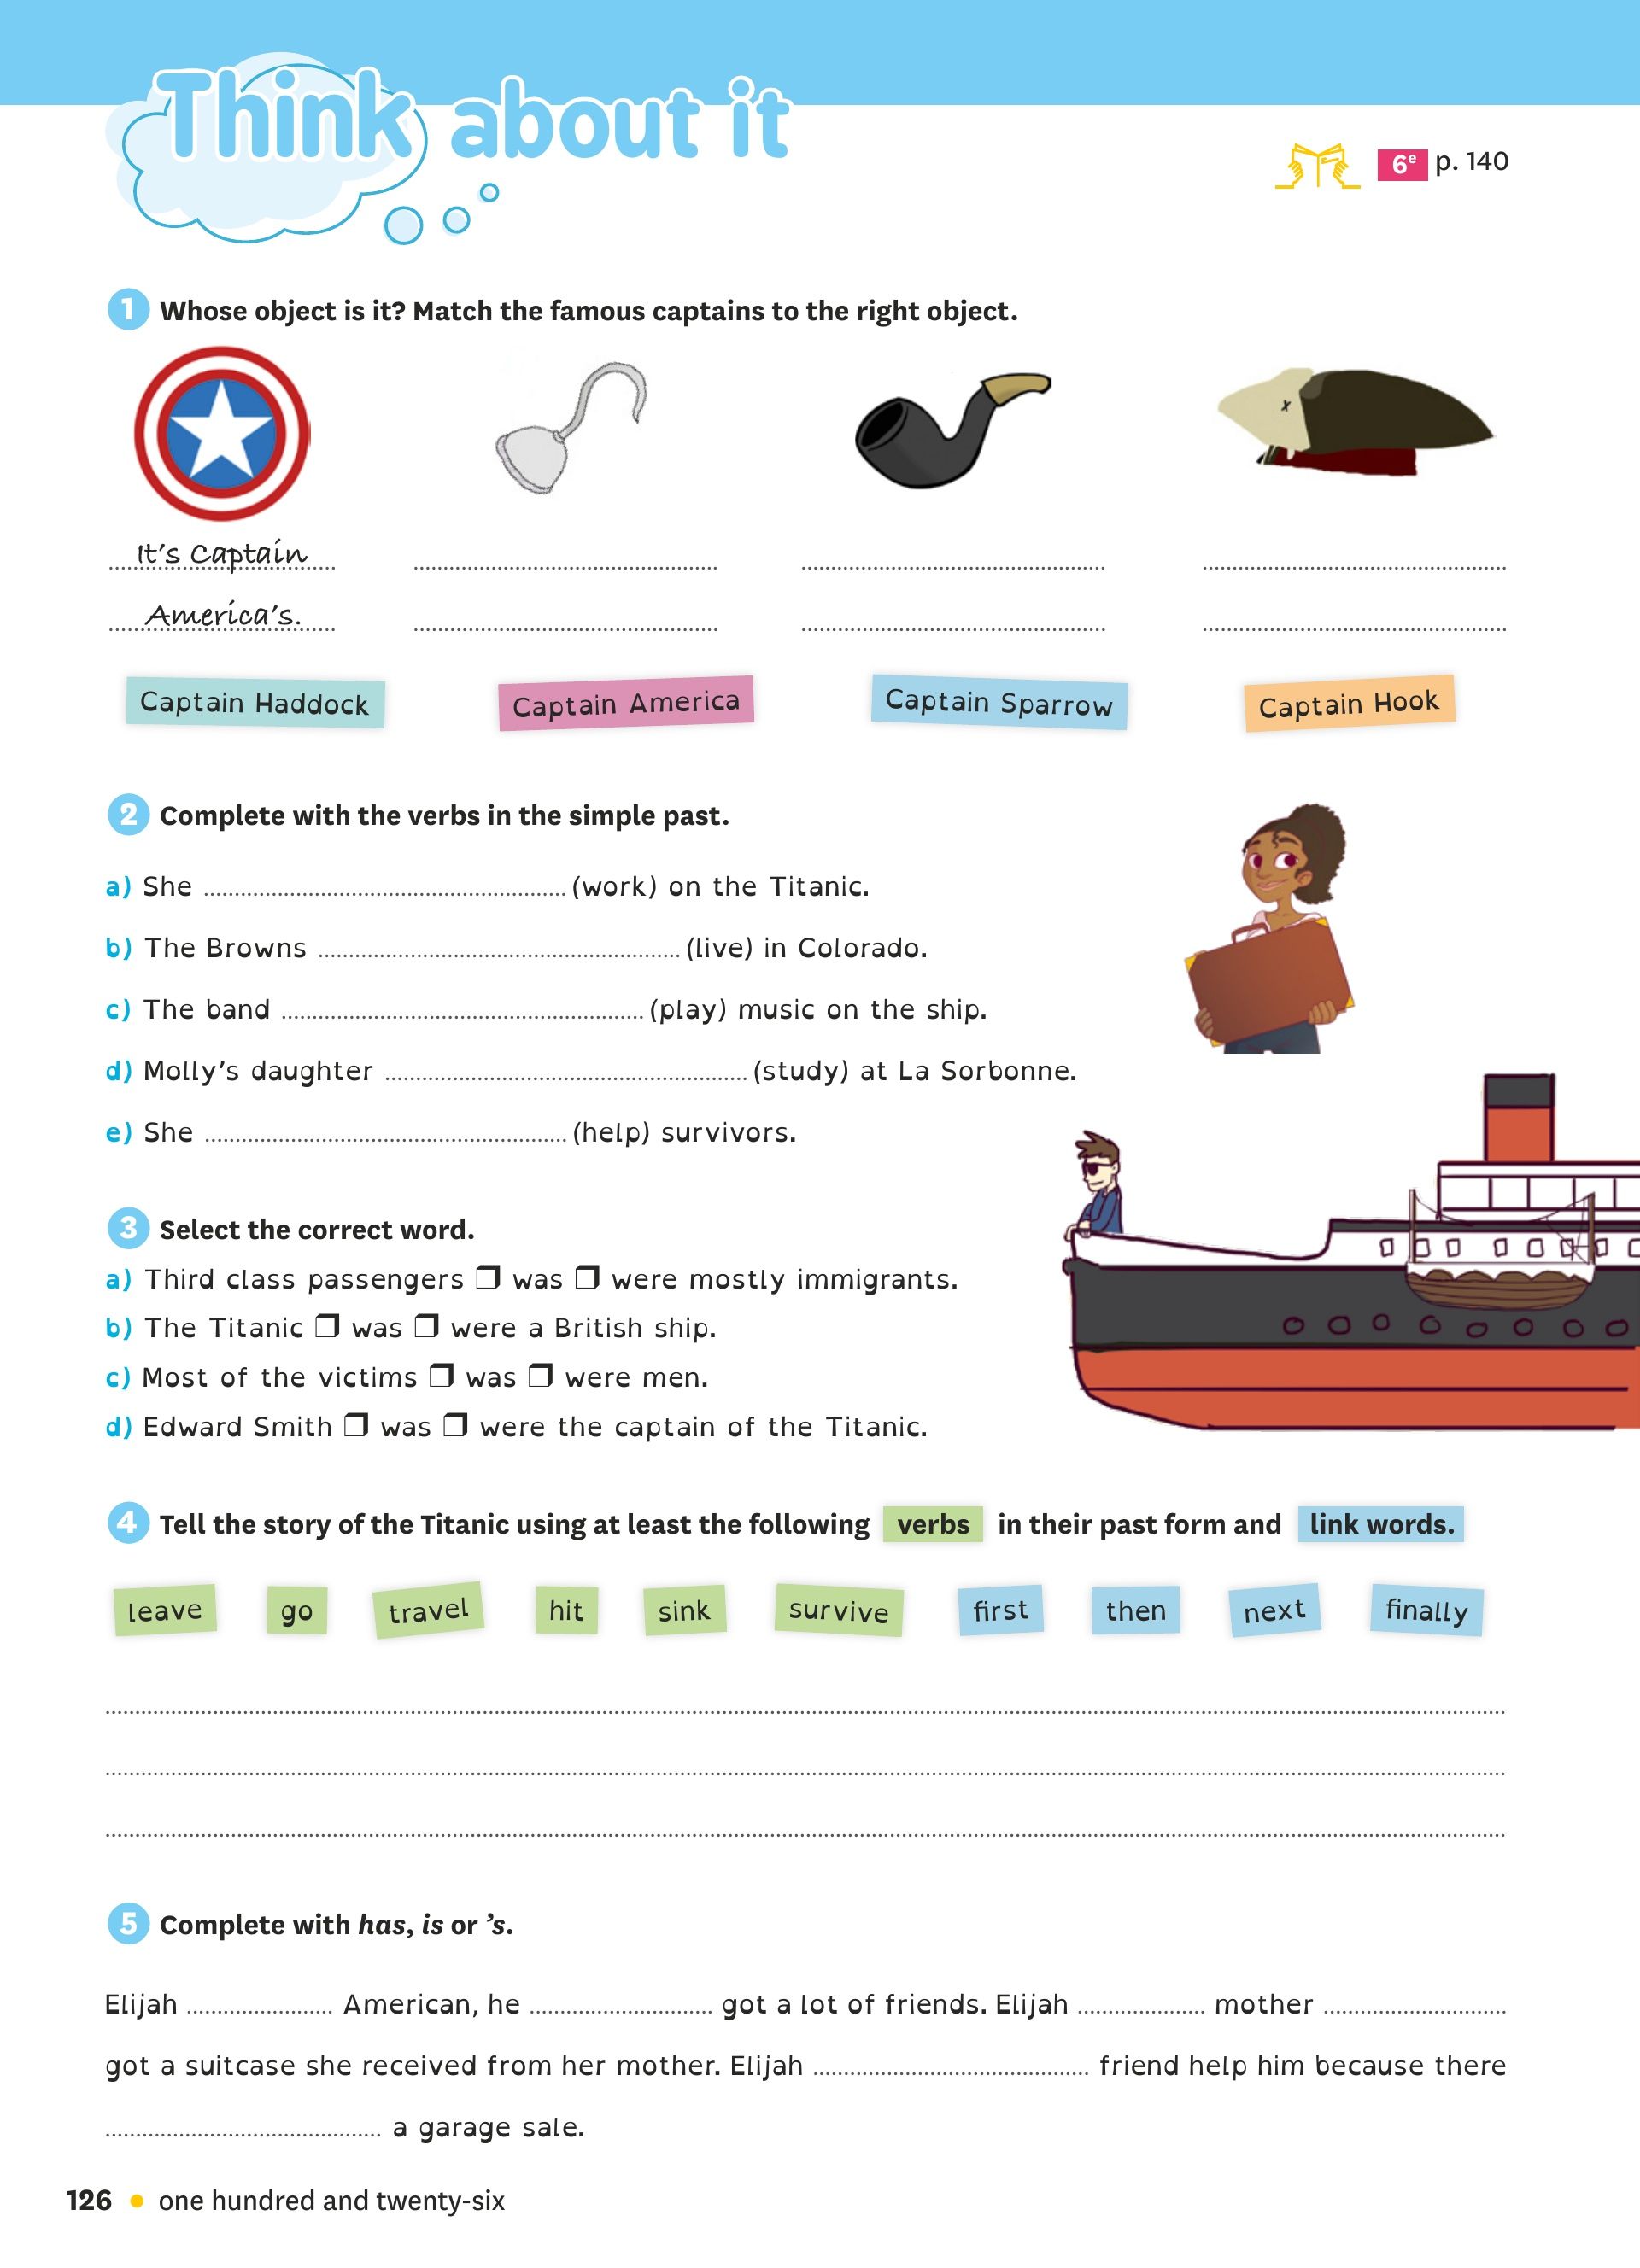 Think about it
6e p. 140
1 Whose object is it? Match the famous captains to the right object.
It's Captain
America's.
Captain Haddock Captain America Captain Sparrow Captain Hook
2 Complete with the verbs in the simple past.
a) She ........ (work) on the Titanic.
b) The Browns ........ (live) in Colorado.
c) The band ........ (play) music on the ship.
d) Molly's daughter ........ (study) at La Sorbonne.
e) She ........ (help) survivors.
3 Select the correct word.
a) Third class passengers ❒ was ❒ were mostly immigrants.
b) The Titanic ❒ was ❒ were a British ship.
c) Most of the victims ❒ was ❒ were men.
d) Edward Smith ❒ was ❒ were the captain of the Titanic.
4 Tell the story of the Titanic using at least the following verbs in their past form and link words.
leave go travel hit sink survive first then next finally
5 Complete with has, is or 's.
Elijah ........ American, he ........ got a lot of friends. Elijah ........ mother ........
got a suitcase she received from her mother. Elijah ........ friend help him because there
........ a garage sale.
126 • one hundred and twenty-six